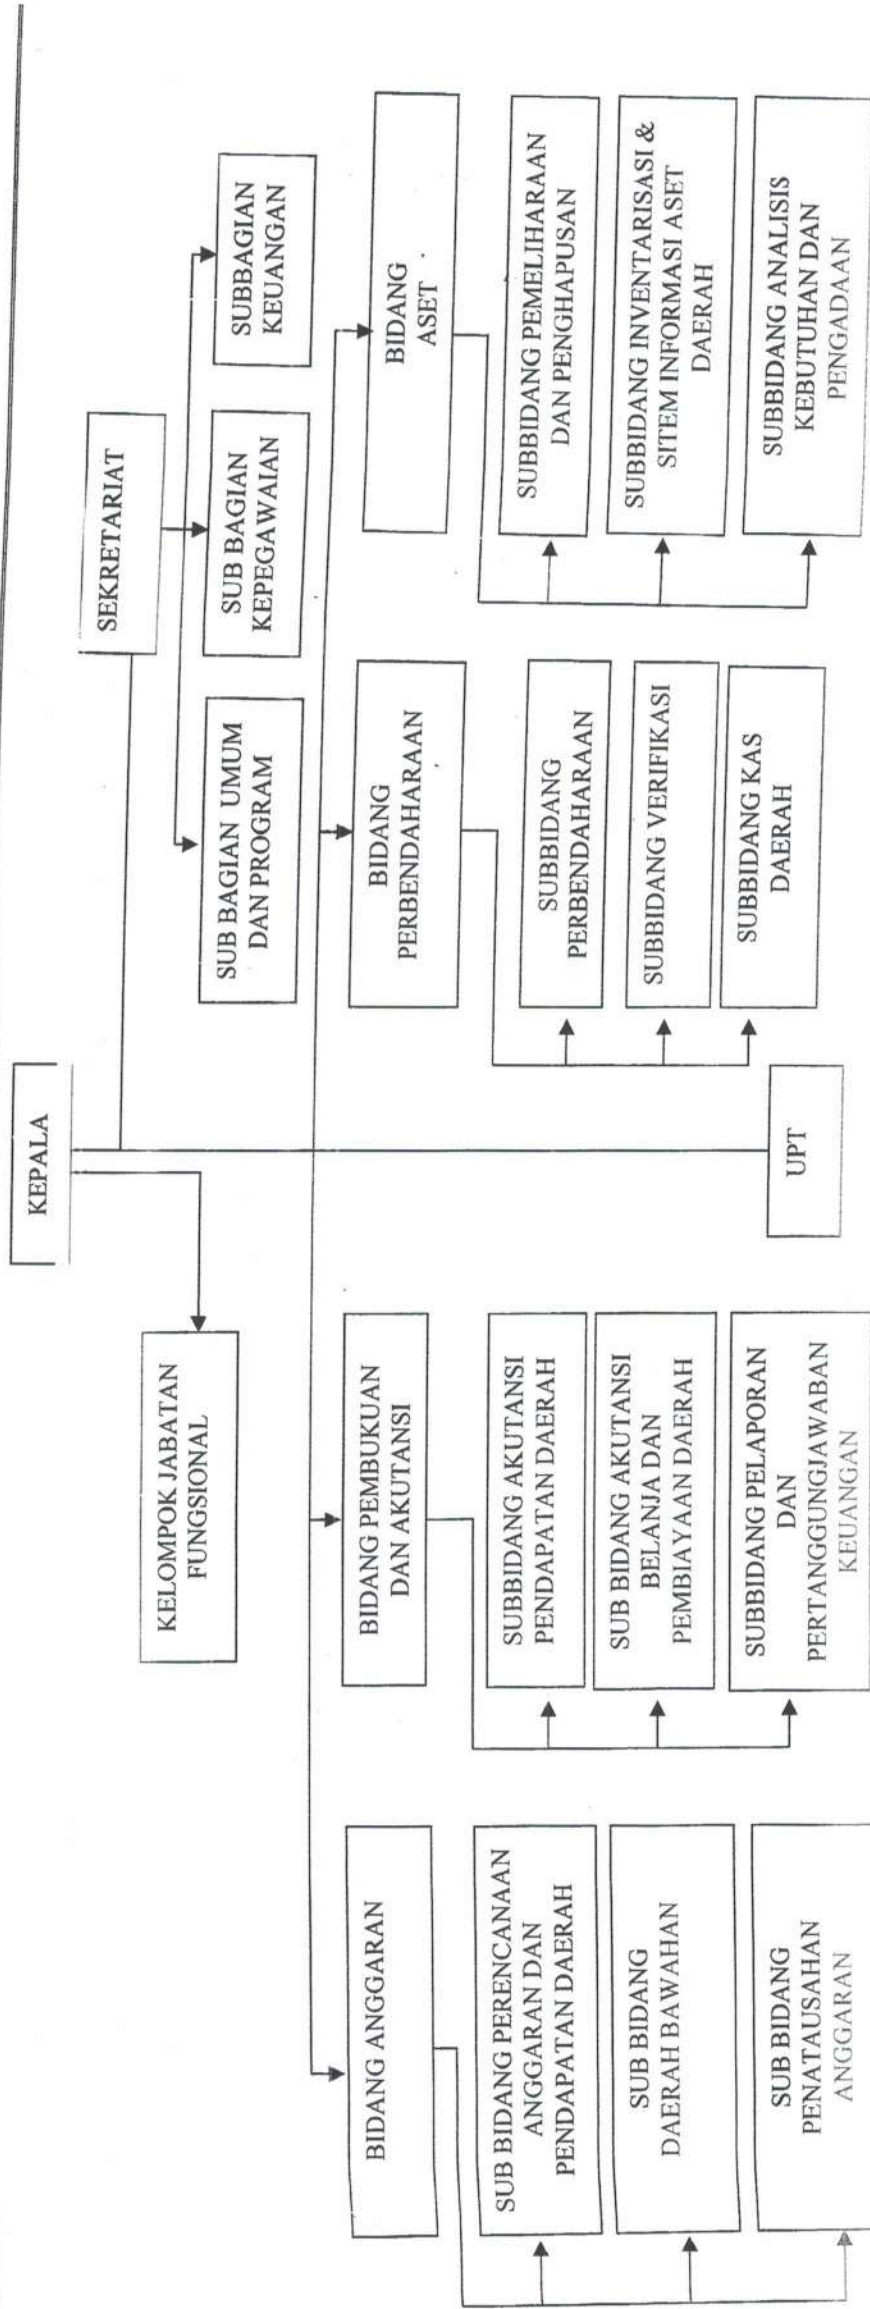 KEPALA
SEKRETARIAT
KELOMPOK JABATAN
FUNGSIONAL
SUB BAGIAN UMUM
DAN PROGRAM
SUB BAGIAN
KEPEGAWAIAN
SUBBAGIAN
KEUANGAN
BIDANG ANGGARAN
BIDANG PEMBUKUAN
DAN AKUTANSI
BIDANG
PERBENDAHARAAN
BIDANG
ASET
SUB BIDANG PERENCANAAN
ANGGARAN DAN
PENDAPATAN DAERAH
SUB BIDANG
DAERAH BAWAHAN
SUB BIDANG
PENATAUSAHAN
ANGGARAN
SUBBIDANG AKUTANSI
PENDAPATAN DAERAH
SUB BIDANG AKUTANSI
BELANJA DAN
PEMBIAYAAN DAERAH
SUBBIDANG PELAPORAN
DAN
PERTANGGUNGJAWABAN
KEUANGAN
UPT
SUBBIDANG
PERBENDAHARAAN
SUBBIDANG VERIFIKASI
SUBBIDANG KAS
DAERAH
SUBBIDANG PEMELIHARAAN
DAN PENGHAPUSAN
SUBBIDANG INVENTARISASI &
SITEM INFORMASI ASET
DAERAH
SUBBIDANG ANALISIS
KEBUTUHAN DAN
PENGADAAN